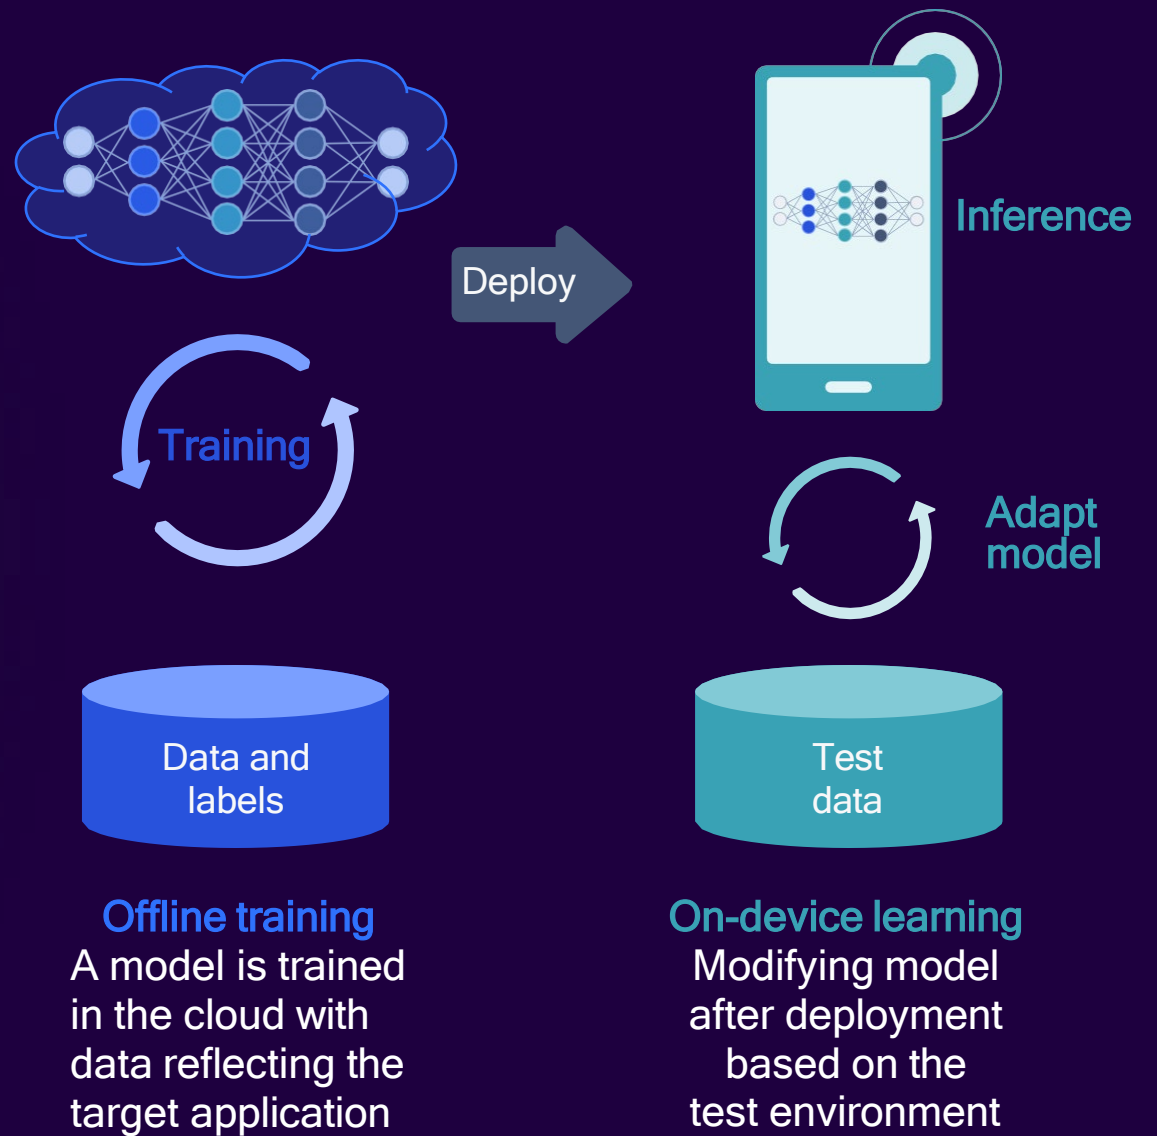 Deploy
Inference
Training
Adapt
model
Data and
labels
Test
data
Offline training
A model is trained
in the cloud with
data reflecting the
target application
On-device learning
Modifying model
after deployment
based on the
test environment